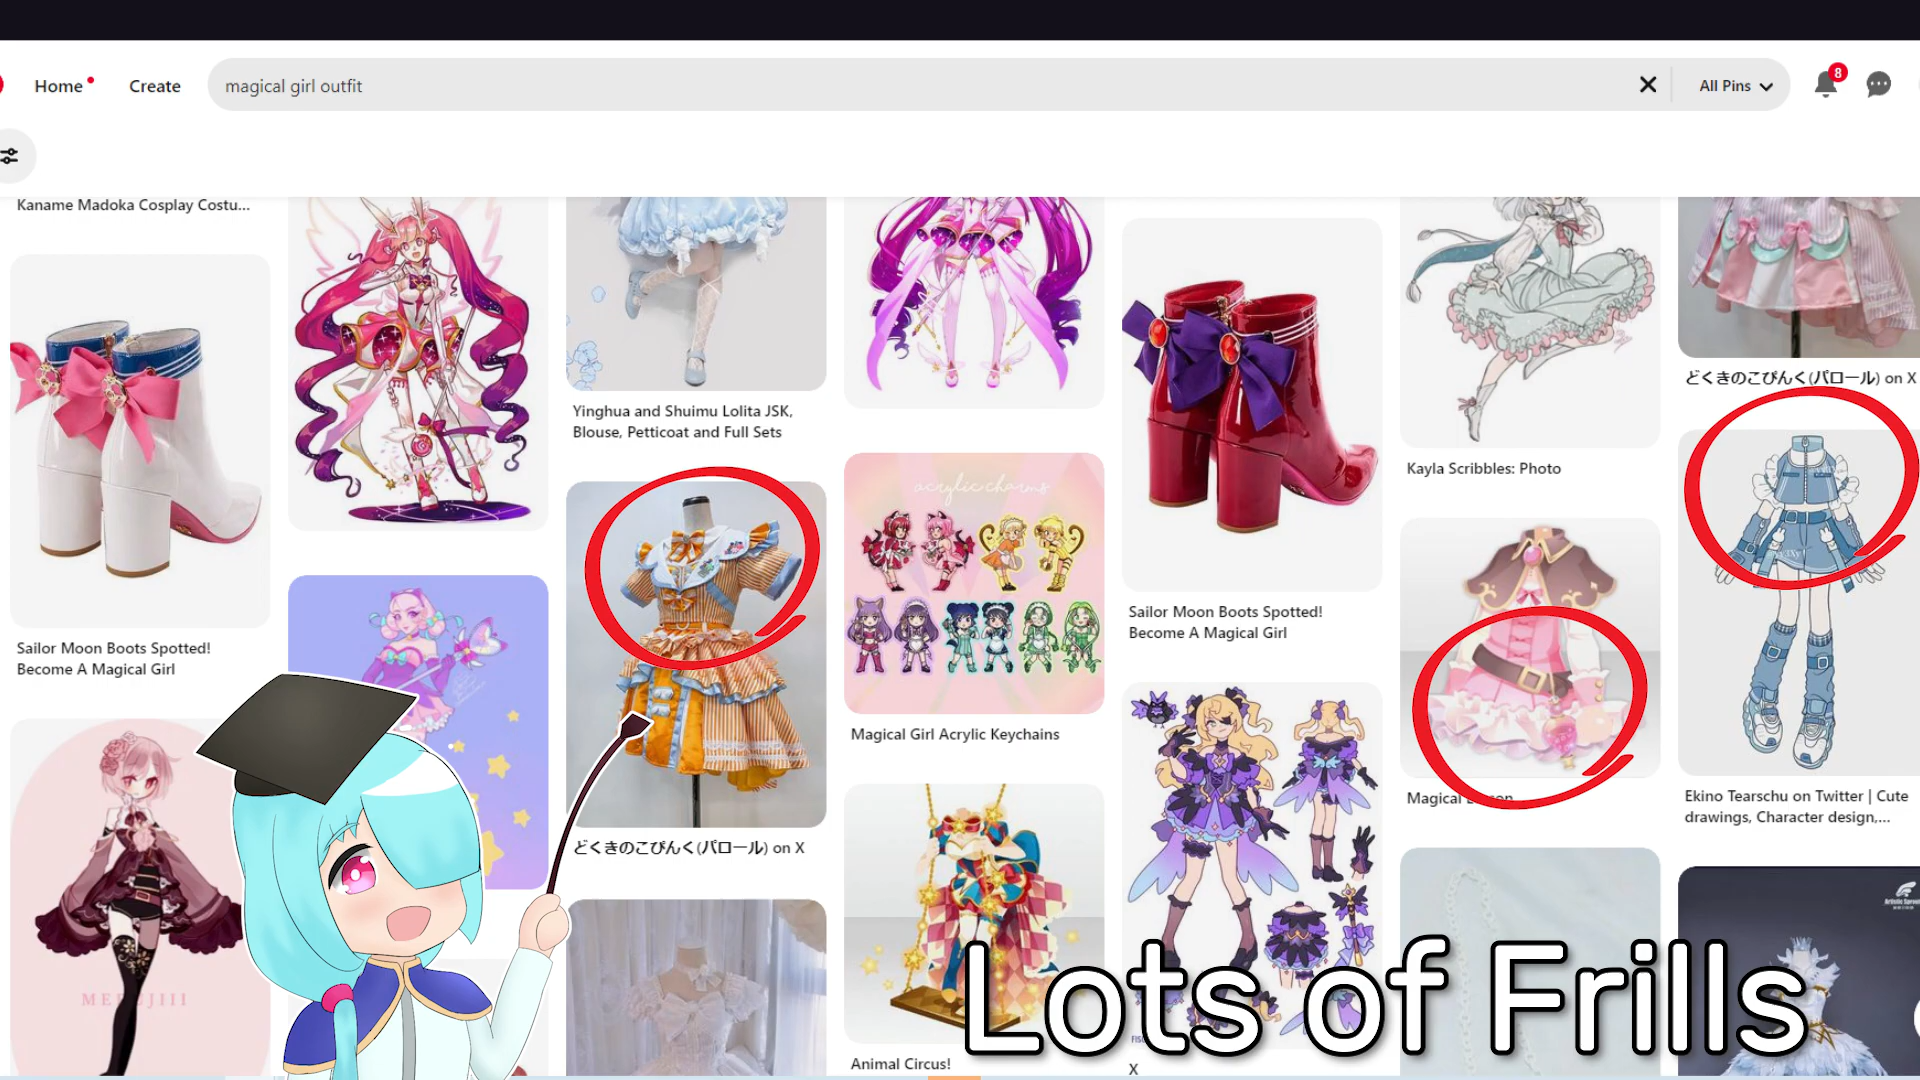 Home
Create
magical girl outfit
All Pins
8
Kaname Madoka Cosplay Costu...
どくきのこぴんく(パロール) on X
Yinghua and Shuimu Lolita JSK,
Blouse, Petticoat and Full Sets
Kayla Scribbles: Photo
acrylic charms
Sailor Moon Boots Spotted!
Become A Magical Girl
Sailor Moon Boots Spotted!
Become A Magical Girl
Magical Girl Acrylic Keychains
Magical
Ekino Tearschu on Twitter | Cute
drawings, Character design,...
どくきのこぴんく(パロール) on X
MERUJIII
Animal Circus!
X
Lots of Frills